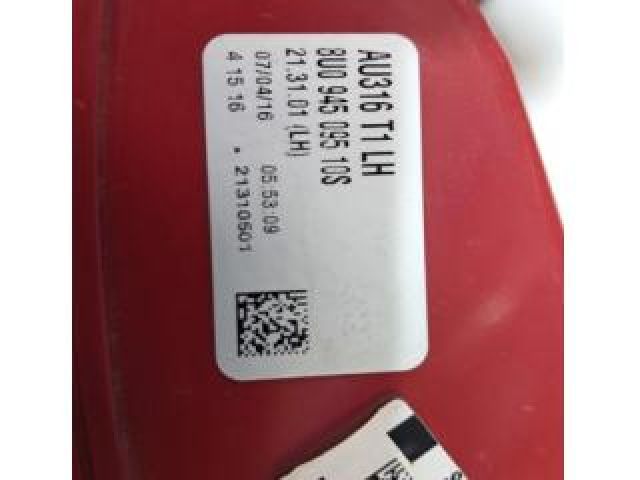 AU316 T1 LH
8U0 945 095 10S
21.31.01 (LH)
07/04/16 05 53 09
4 15 16 * 21310501